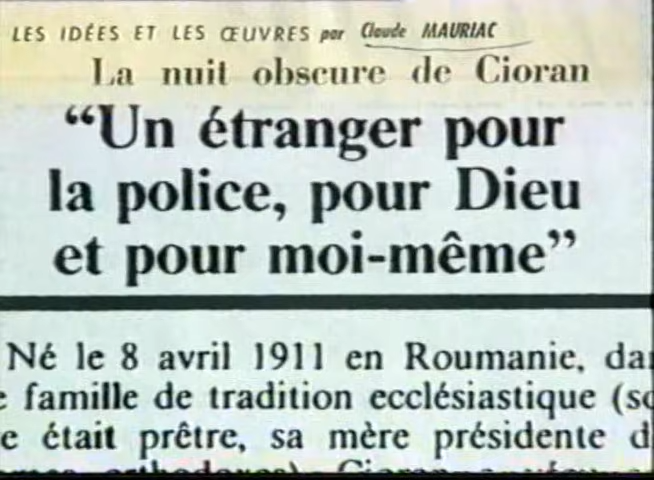 LES IDÉES ET LES ŒUVRES par Claude MAURIAC
La nuit obscure de Cioran
“Un étranger pour
la police, pour Dieu
et pour moi-même”
Né le 8 avril 1911 en Roumanie, da
famille de tradition ecclésiastique (so
e était prêtre, sa mère présidente d